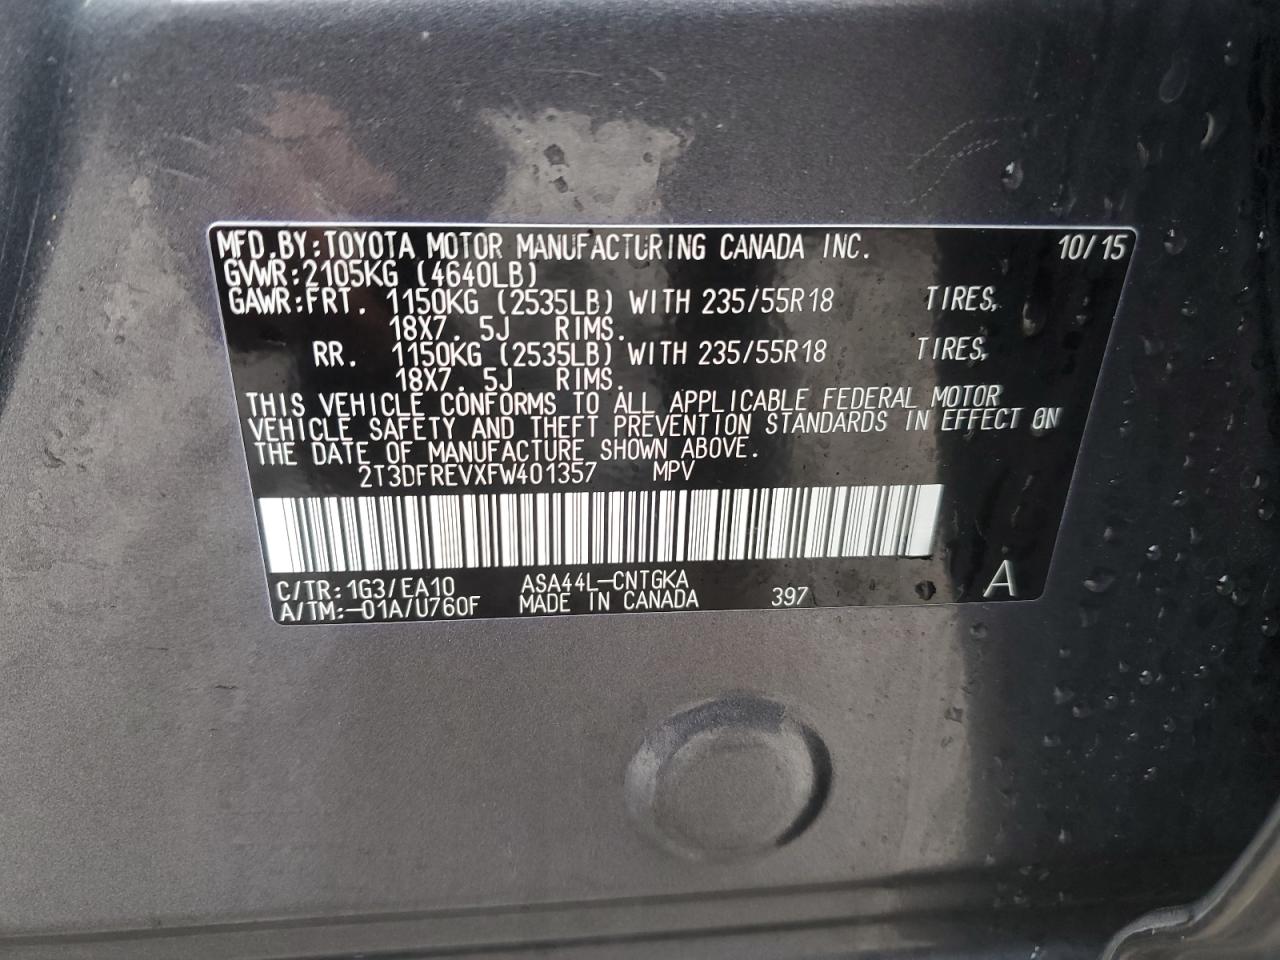 MFD.BY:TOYOTA MOTOR MANUFACTURING CANADA INC. 10/15
GVWR:2105KG (4640LB)
GAWR:FRT. 1150KG (2535LB) WITH 235/55R18 TIRES,
18X7.5J RIMS.
RR. 1150KG (2535LB) WITH 235/55R18 TIRES,
18X7.5J RIMS.
THIS VEHICLE CONFORMS TO ALL APPLICABLE FEDERAL MOTOR
VEHICLE SAFETY AND THEFT PREVENTION STANDARDS IN EFFECT ON
THE DATE OF MANUFACTURE SHOWN ABOVE.
2T3DFREVXFW401357 MPV
C/TR:1G3/EA10 ASA44L-CNTGKA A
A/TM:-01A/U760F MADE IN CANADA 397